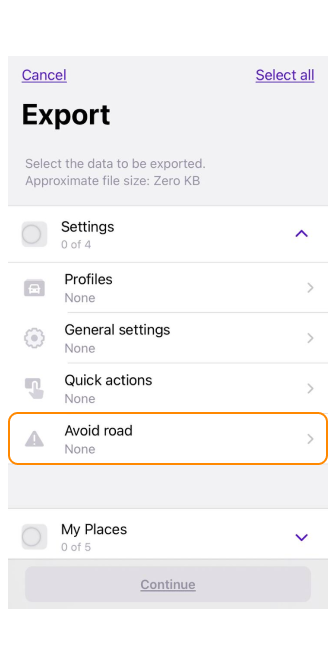 Cancel Select all
Export
Select the data to be exported.
Approximate file size: Zero KB
Settings
0 of 4
Profiles
None
General settings
None
Quick actions
None
Avoid road
None
My Places
0 of 5
Continue